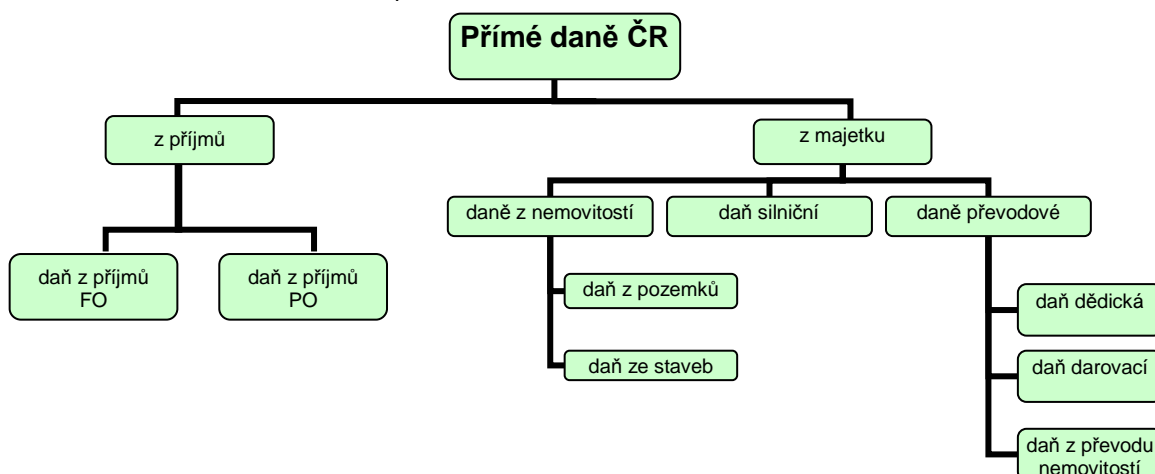 Přímé daně ČR
z příjmů
z majetku
daně z nemovitostí
daň silniční
daně převodové
daň z příjmů
FO
daň z příjmů
PO
daň z pozemků
daň dědická
daň ze staveb
daň darovací
daň z převodu
nemovitostí